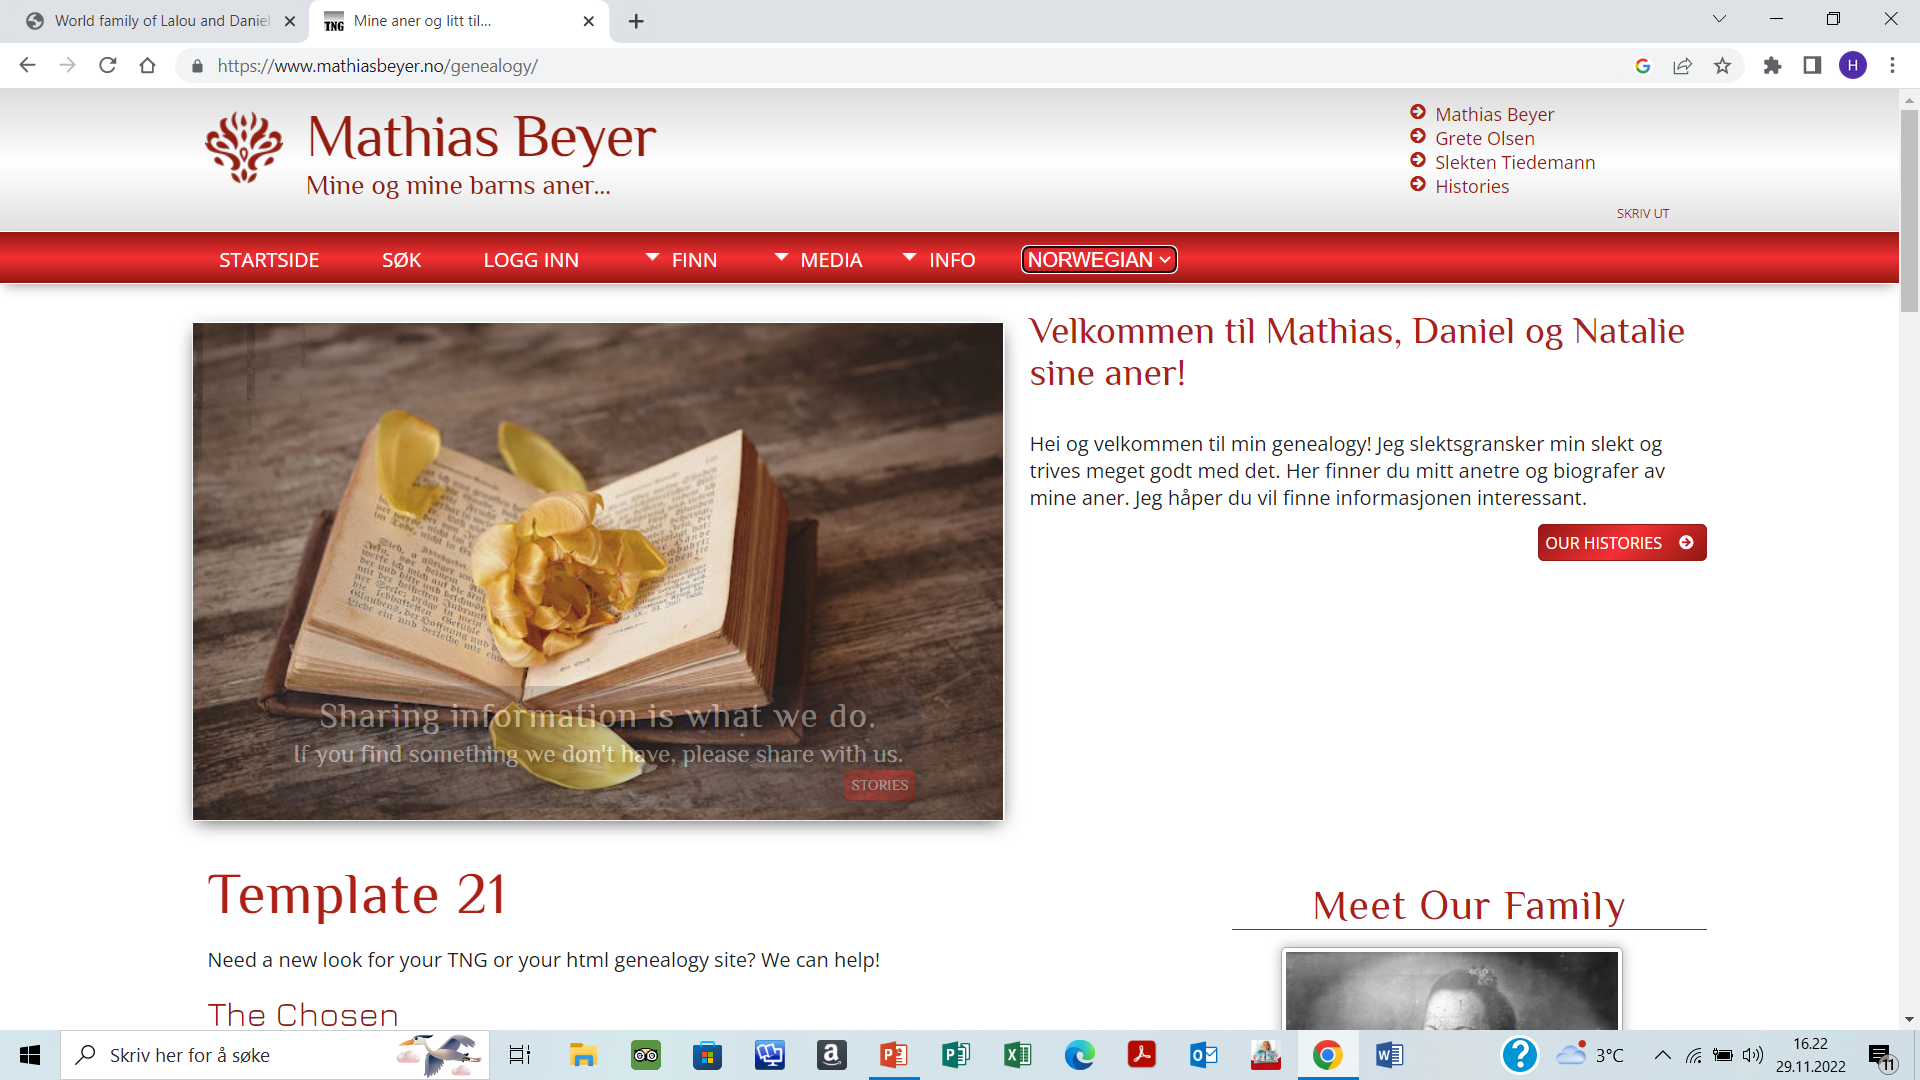 World family of Lalou and Daniel
TNG
Mine aner og litt til...
https://www.mathiasbeyer.no/genealogy/
H
Mathias Beyer
Mine og mine barns aner...
Mathias Beyer
Grete Olsen
Slekten Tiedemann
Histories
SKRIV UT
STARTSIDE
SØK
LOGG INN
FINN
MEDIA
INFO
NORWEGIAN
Velkommen til Mathias, Daniel og Natalie
sine aner!
Hei og velkommen til min genealogy! Jeg slektsgransker min slekt og
trives meget godt med det. Her finner du mitt anetre og biografer av
mine aner. Jeg håper du vil finne informasjonen interessant.
OUR HISTORIES
Sharing information is what we do.
If you find something we don't have, please share with us.
STORIES
Template 21
Need a new look for your TNG or your html genealogy site? We can help!
The Chosen
Meet Our Family
Skriv her for å søke
3°C
16.22
29.11.2022
11